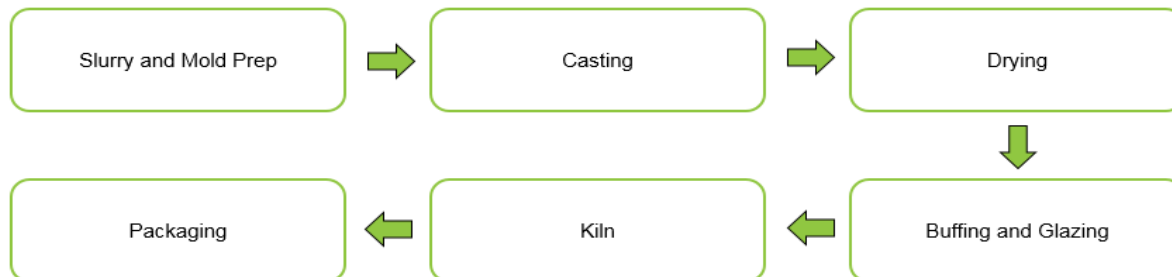 Slurry and Mold Prep
Casting
Drying
Buffing and Glazing
Kiln
Packaging